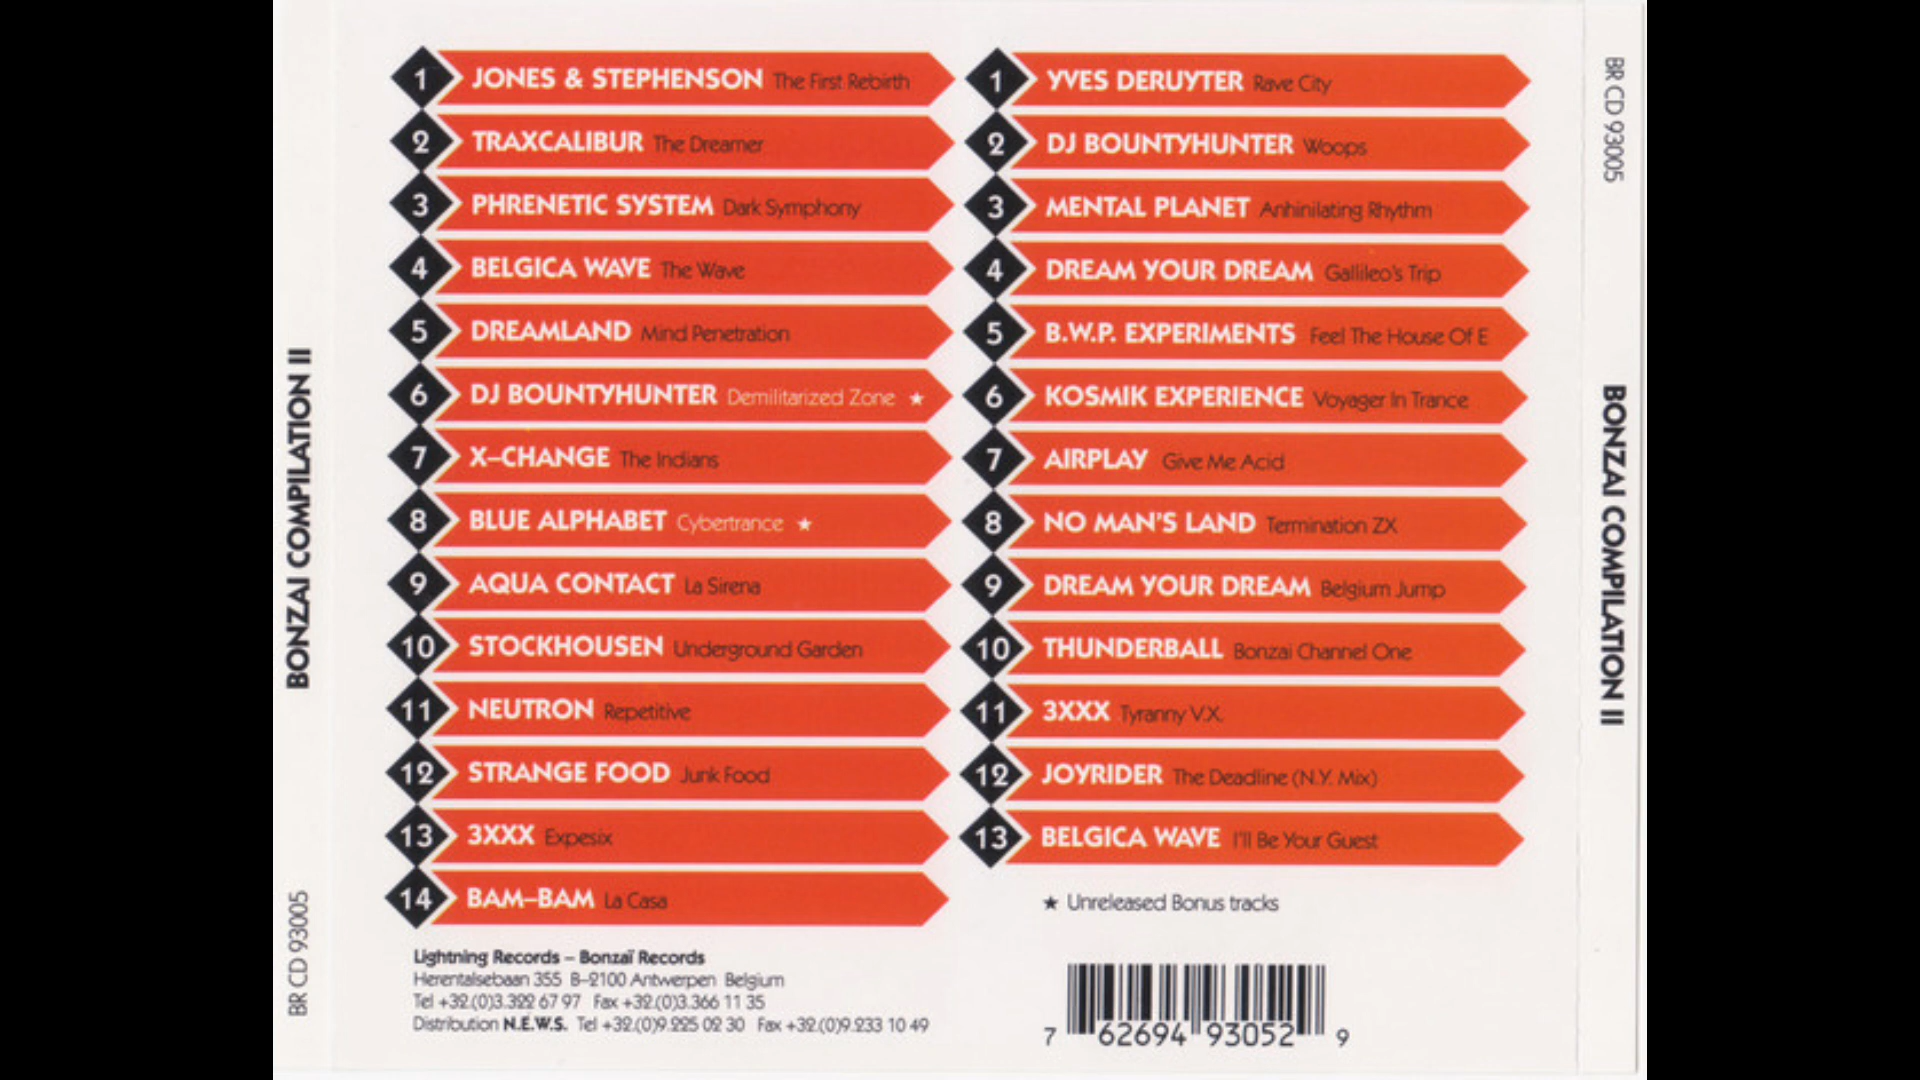 BONZAI COMPILATION II
BR CD 93005
1 JONES & STEPHENSON The First Rebirth
2 TRAXCALIBUR The Dreamer
3 PHRENETIC SYSTEM Dark Symphony
4 BELGICA WAVE The Wave
5 DREAMLAND Mind Penetration
6 DJ BOUNTYHUNTER Demilitarized Zone ★
7 X–CHANGE The Indians
8 BLUE ALPHABET Cybertrance ★
9 AQUA CONTACT La Sirena
10 STOCKHOUSEN Underground Garden
11 NEUTRON Repetitive
12 STRANGE FOOD Junk Food
13 3XXX Expesix
14 BAM–BAM La Casa
Lightning Records – Bonzaï Records
Herentalsebaan 355 B–2100 Antwerpen Belgium
Tel +32.(0)3.322 67 97 Fax +32.(0)3.366 11 35
Distribution N.E.W.S. Tel +32.(0)9.225 02 30 Fax +32.(0)9.233 10 49
1 YVES DERUYTER Rave City
2 DJ BOUNTYHUNTER Woops
3 MENTAL PLANET Anhinilating Rhythm
4 DREAM YOUR DREAM Gallileo's Trip
5 B.W.P. EXPERIMENTS Feel The House Of E
6 KOSMIK EXPERIENCE Voyager In Trance
7 AIRPLAY Give Me Acid
8 NO MAN'S LAND Termination ZX
9 DREAM YOUR DREAM Belgium Jump
10 THUNDERBALL Bonzai Channel One
11 3XXX Tyranny V.X.
12 JOYRIDER The Deadline (N.Y. Mix)
13 BELGICA WAVE I'll Be Your Guest
★ Unreleased Bonus tracks
7 62694 93052 9
BR CD 93005
BONZAI COMPILATION II